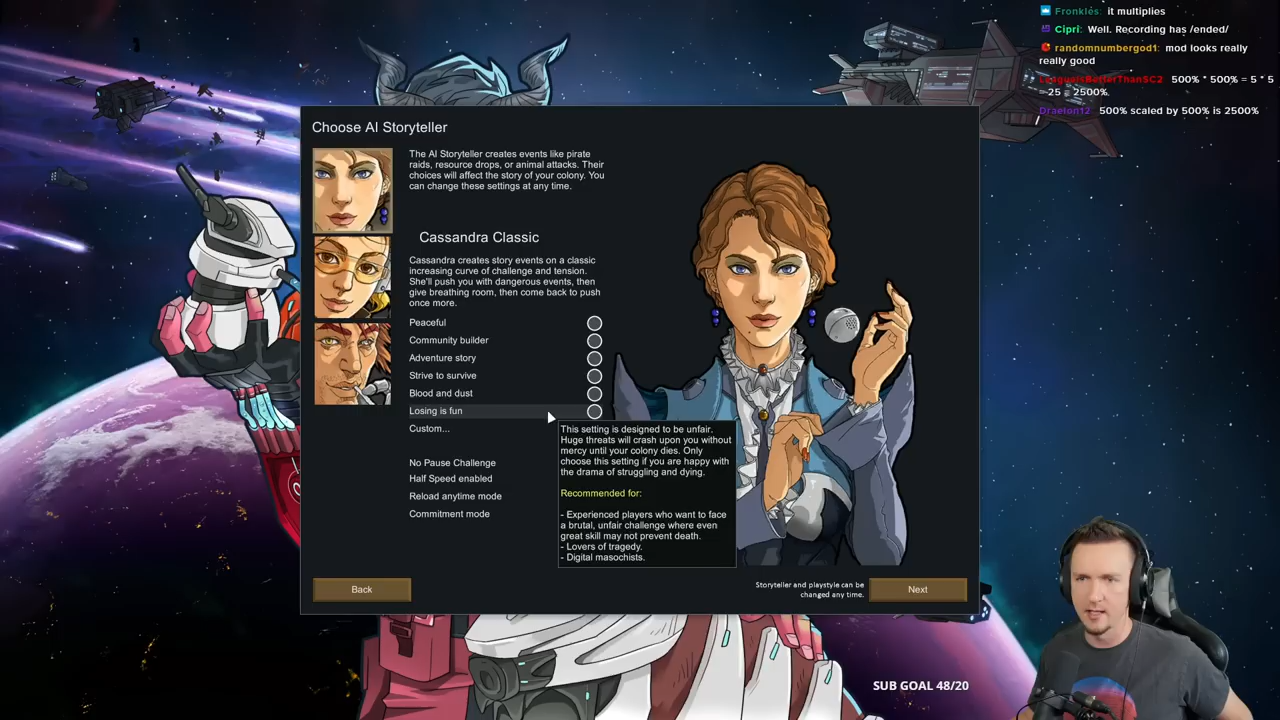 Fronkles: it multiplies
Cipri: Well. Recording has /ended/
randomnumbergod1: mod looks really
really good
LeagueIsBetterThanSC2: 500% * 500% = 5 * 5
= 25 = 2500%.
Draelon12: 500% scaled by 500% is 2500%
Choose AI Storyteller
The AI Storyteller creates events like pirate
raids, resource drops, or animal attacks. Their
choices will affect the story of your colony. You
can change these settings at any time.
Cassandra Classic
Cassandra creates story events on a classic
increasing curve of challenge and tension.
She'll push you with dangerous events, then
give breathing room, then come back to push
once more.
Peaceful
Community builder
Adventure story
Strive to survive
Blood and dust
Losing is fun
Custom...
This setting is designed to be unfair.
Huge threats will crash upon you without
mercy until your colony dies. Only
choose this setting if you are happy with
the drama of struggling and dying.
Recommended for:
- Experienced players who want to face
a brutal, unfair challenge where even
great skill may not prevent death.
- Lovers of tragedy.
- Digital masochists.
No Pause Challenge
Half Speed enabled
Reload anytime mode
Commitment mode
Back
Storyteller and playstyle can be
changed any time.
Next
SUB GOAL 48/20